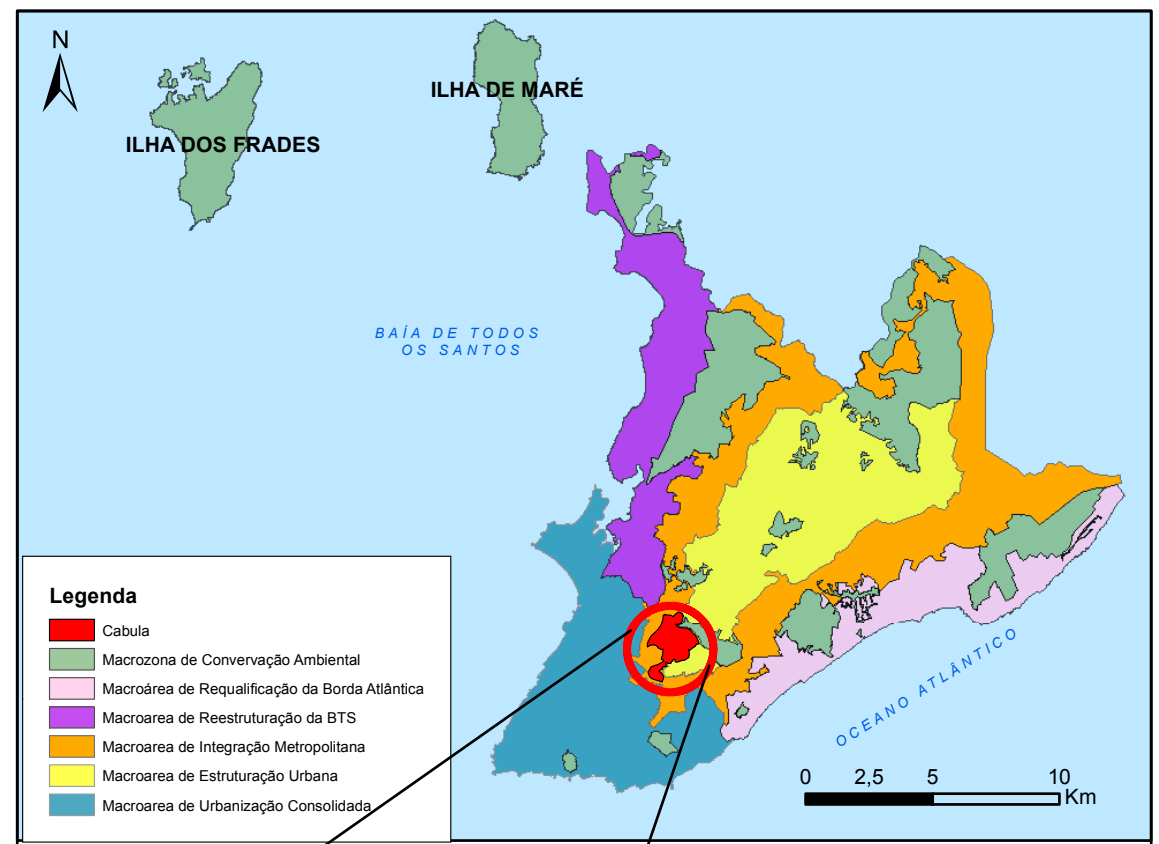 N
ILHA DE MARÉ
ILHA DOS FRADES
BAÍA DE TODOS
OS SANTOS
Legenda
Cabula
Macrozona de Convervação Ambiental
Macroárea de Requalificação da Borda Atlântica
Macroarea de Reestruturação da BTS
Macroarea de Integração Metropolitana
Macroarea de Estruturação Urbana
Macroarea de Urbanização Consolidada
OCEANO ATLÂNTICO
0 2,5 5 10
Km